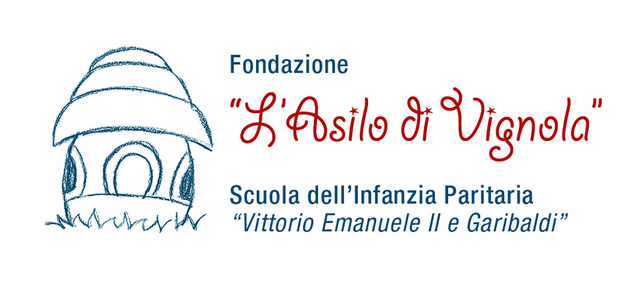 Fondazione
“L’Asilo di Vignola”
Scuola dell’Infanzia Paritaria
“Vittorio Emanuele II e Garibaldi”